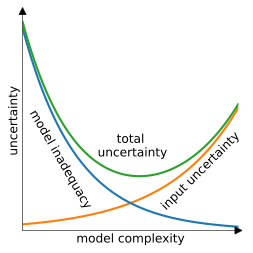 uncertainty
model inadequacy
total
uncertainty
input uncertainty
model complexity